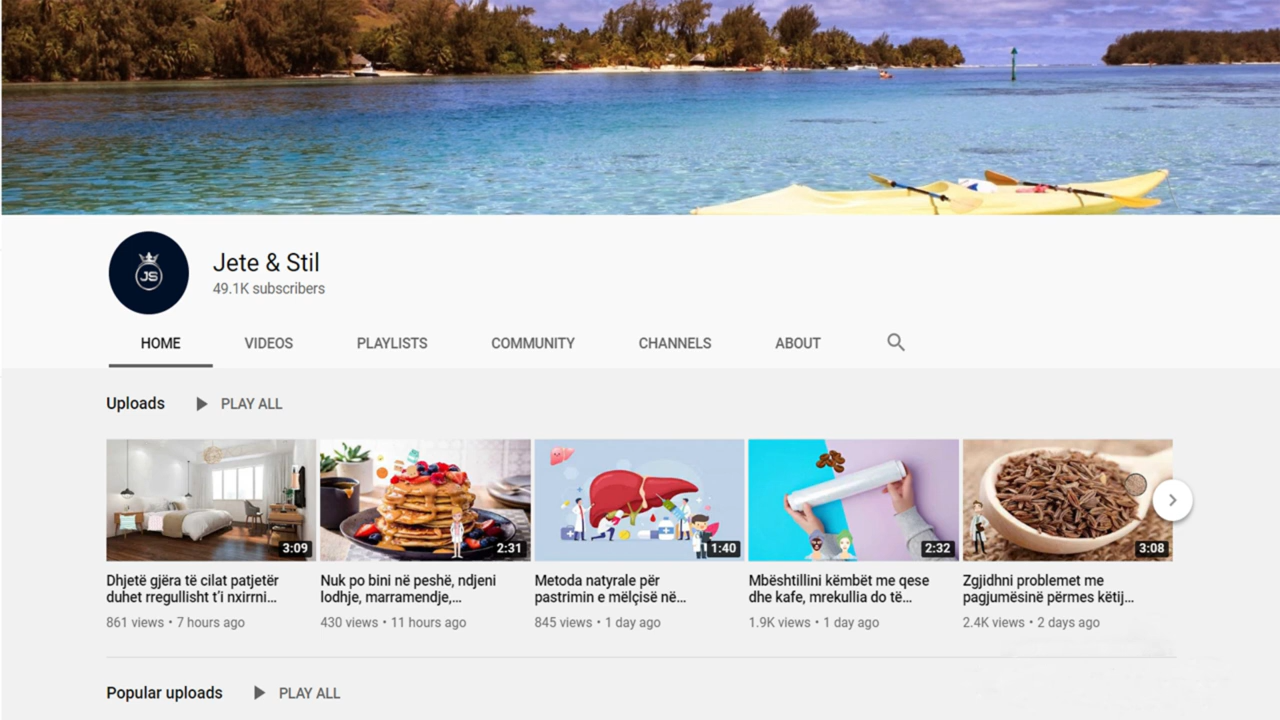 JS
Jete & Stil
49.1K subscribers
HOME VIDEOS PLAYLISTS COMMUNITY CHANNELS ABOUT
Uploads PLAY ALL
3:09 2:31 1:40 2:32 3:08
Dhjetë gjëra të cilat patjetër
duhet rregullisht t'i nxirrni...
861 views • 7 hours ago
Nuk po bini në peshë, ndjeni
lodhje, marramendje,...
430 views • 11 hours ago
Metoda natyrale për
pastrimin e mëlçisë në...
845 views • 1 day ago
Mbështillini këmbët me qese
dhe kafe, mrekullia do të...
1.9K views • 1 day ago
Zgjidhni problemet me
pagjumësinë përmes këtij...
2.4K views • 2 days ago
Popular uploads PLAY ALL